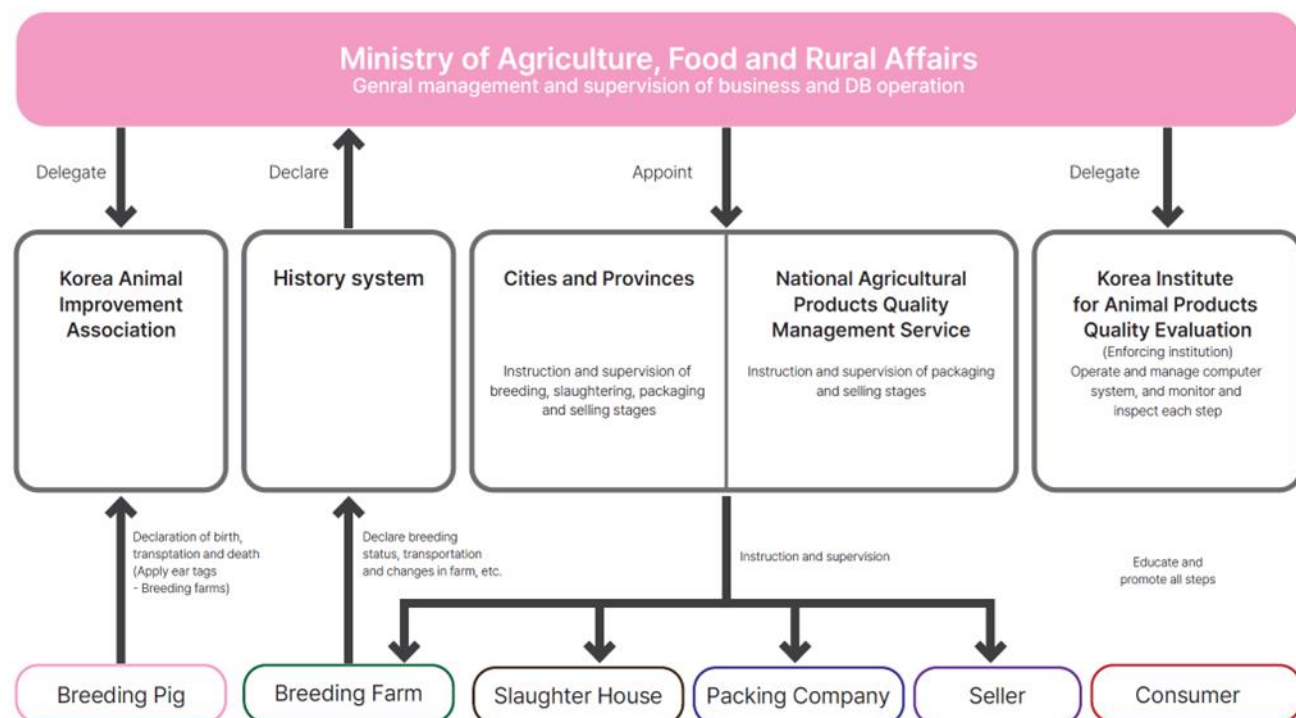 Ministry of Agriculture, Food and Rural Affairs
Genral management and supervision of business and DB operation
Delegate
Declare
Appoint
Delegate
Korea Animal
Improvement
Association
History system
Cities and Provinces
Instruction and supervision of
breeding, slaughtering, packaging
and selling stages
National Agricultural
Products Quality
Management Service
Instruction and supervision of packaging
and selling stages
Korea Institute
for Animal Products
Quality Evaluation
(Enforcing institution)
Operate and manage computer
system, and monitor and
inspect each step
Declaration of birth,
transptation and death
(Apply ear tags
- Breeding farms)
Declare breeding
status, transportation
and changes in farm, etc.
Instruction and supervision
Educate and
promote all steps
Breeding Pig
Breeding Farm
Slaughter House
Packing Company
Seller
Consumer